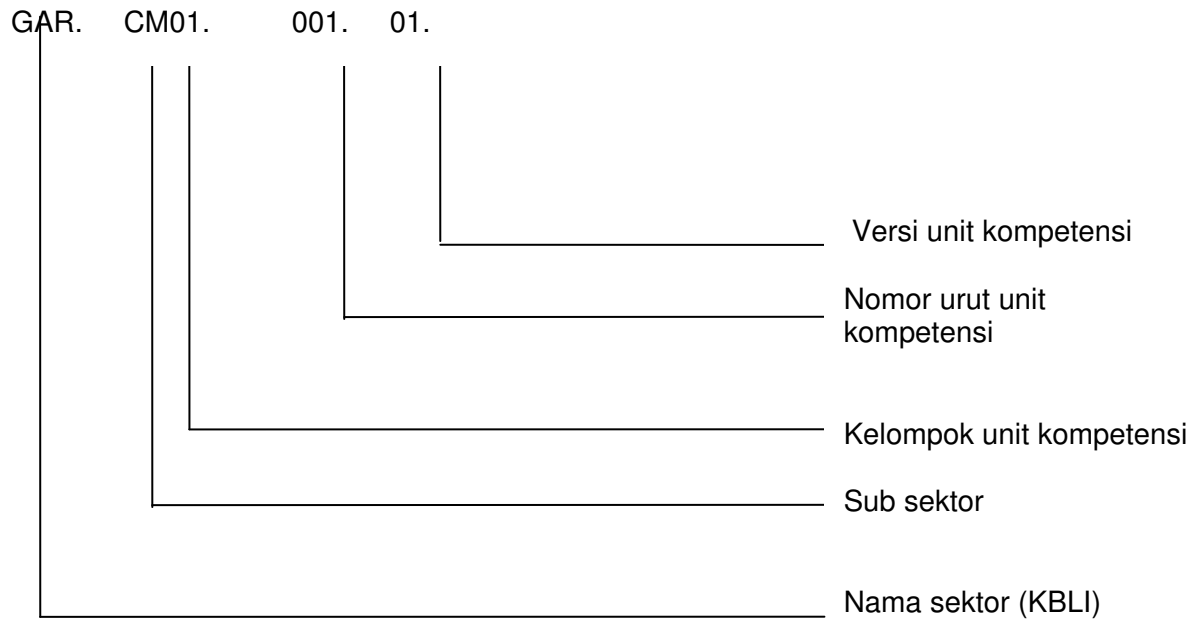 GAR. CM01. 001. 01.
Versi unit kompetensi
Nomor urut unit
kompetensi
Kelompok unit kompetensi
Sub sektor
Nama sektor (KBLI)